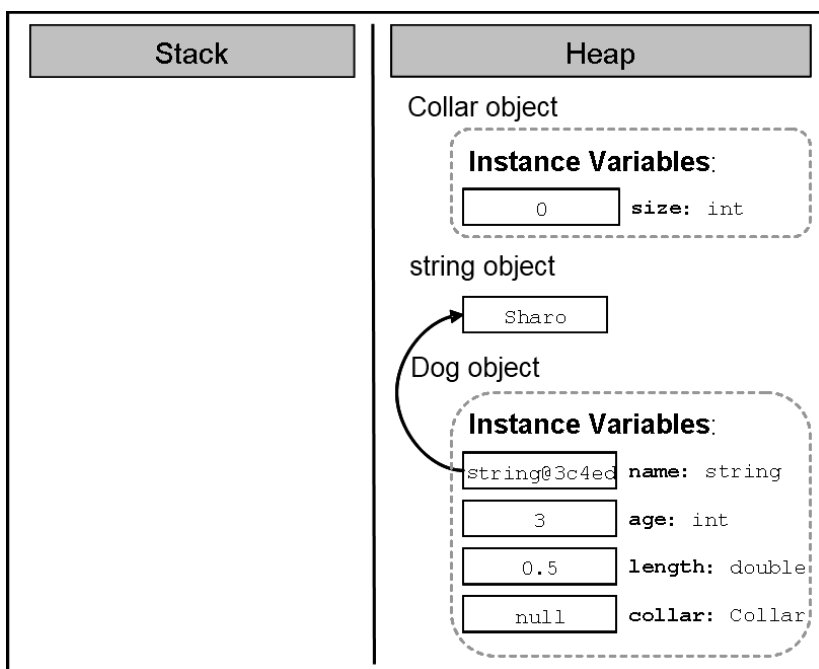 Stack
Heap
Collar object
Instance Variables:
0 size: int
string object
Sharo
Dog object
Instance Variables:
string@3c4ed name: string
3 age: int
0.5 length: double
null collar: Collar